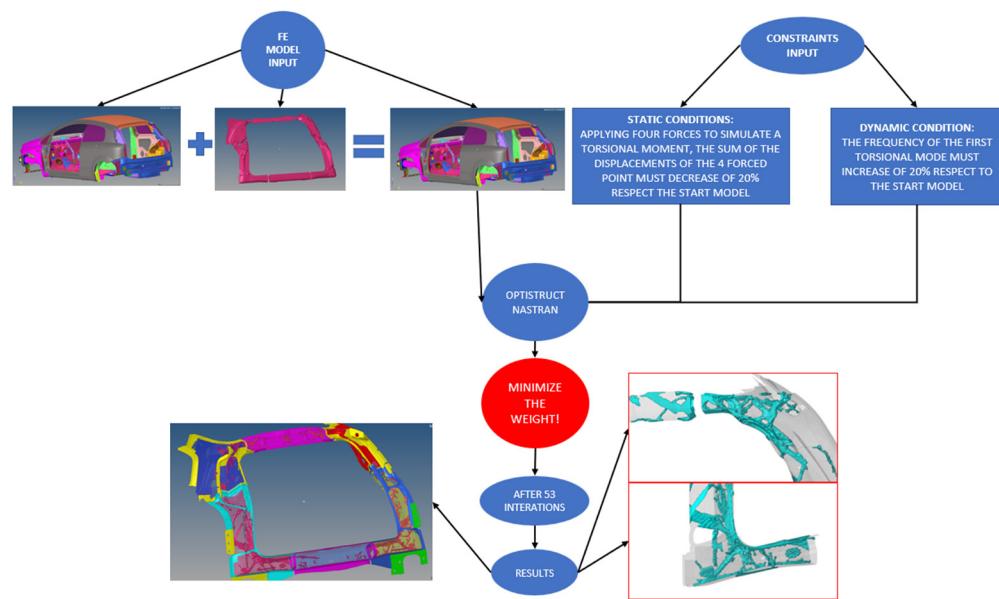 FE
MODEL
INPUT
CONSTRAINTS
INPUT
STATIC CONDITIONS:
APPLYING FOUR FORCES TO SIMULATE A
TORSIONAL MOMENT, THE SUM OF THE
DISPLACEMENTS OF THE 4 FORCED
POINT MUST DECREASE OF 20%
RESPECT THE START MODEL
DYNAMIC CONDITION:
THE FREQUENCY OF THE FIRST
TORSIONAL MODE MUST
INCREASE OF 20% RESPECT TO
THE START MODEL
OPTISTRUCT
NASTRAN
MINIMIZE
THE
WEIGHT!
AFTER 53
INTERATIONS
RESULTS